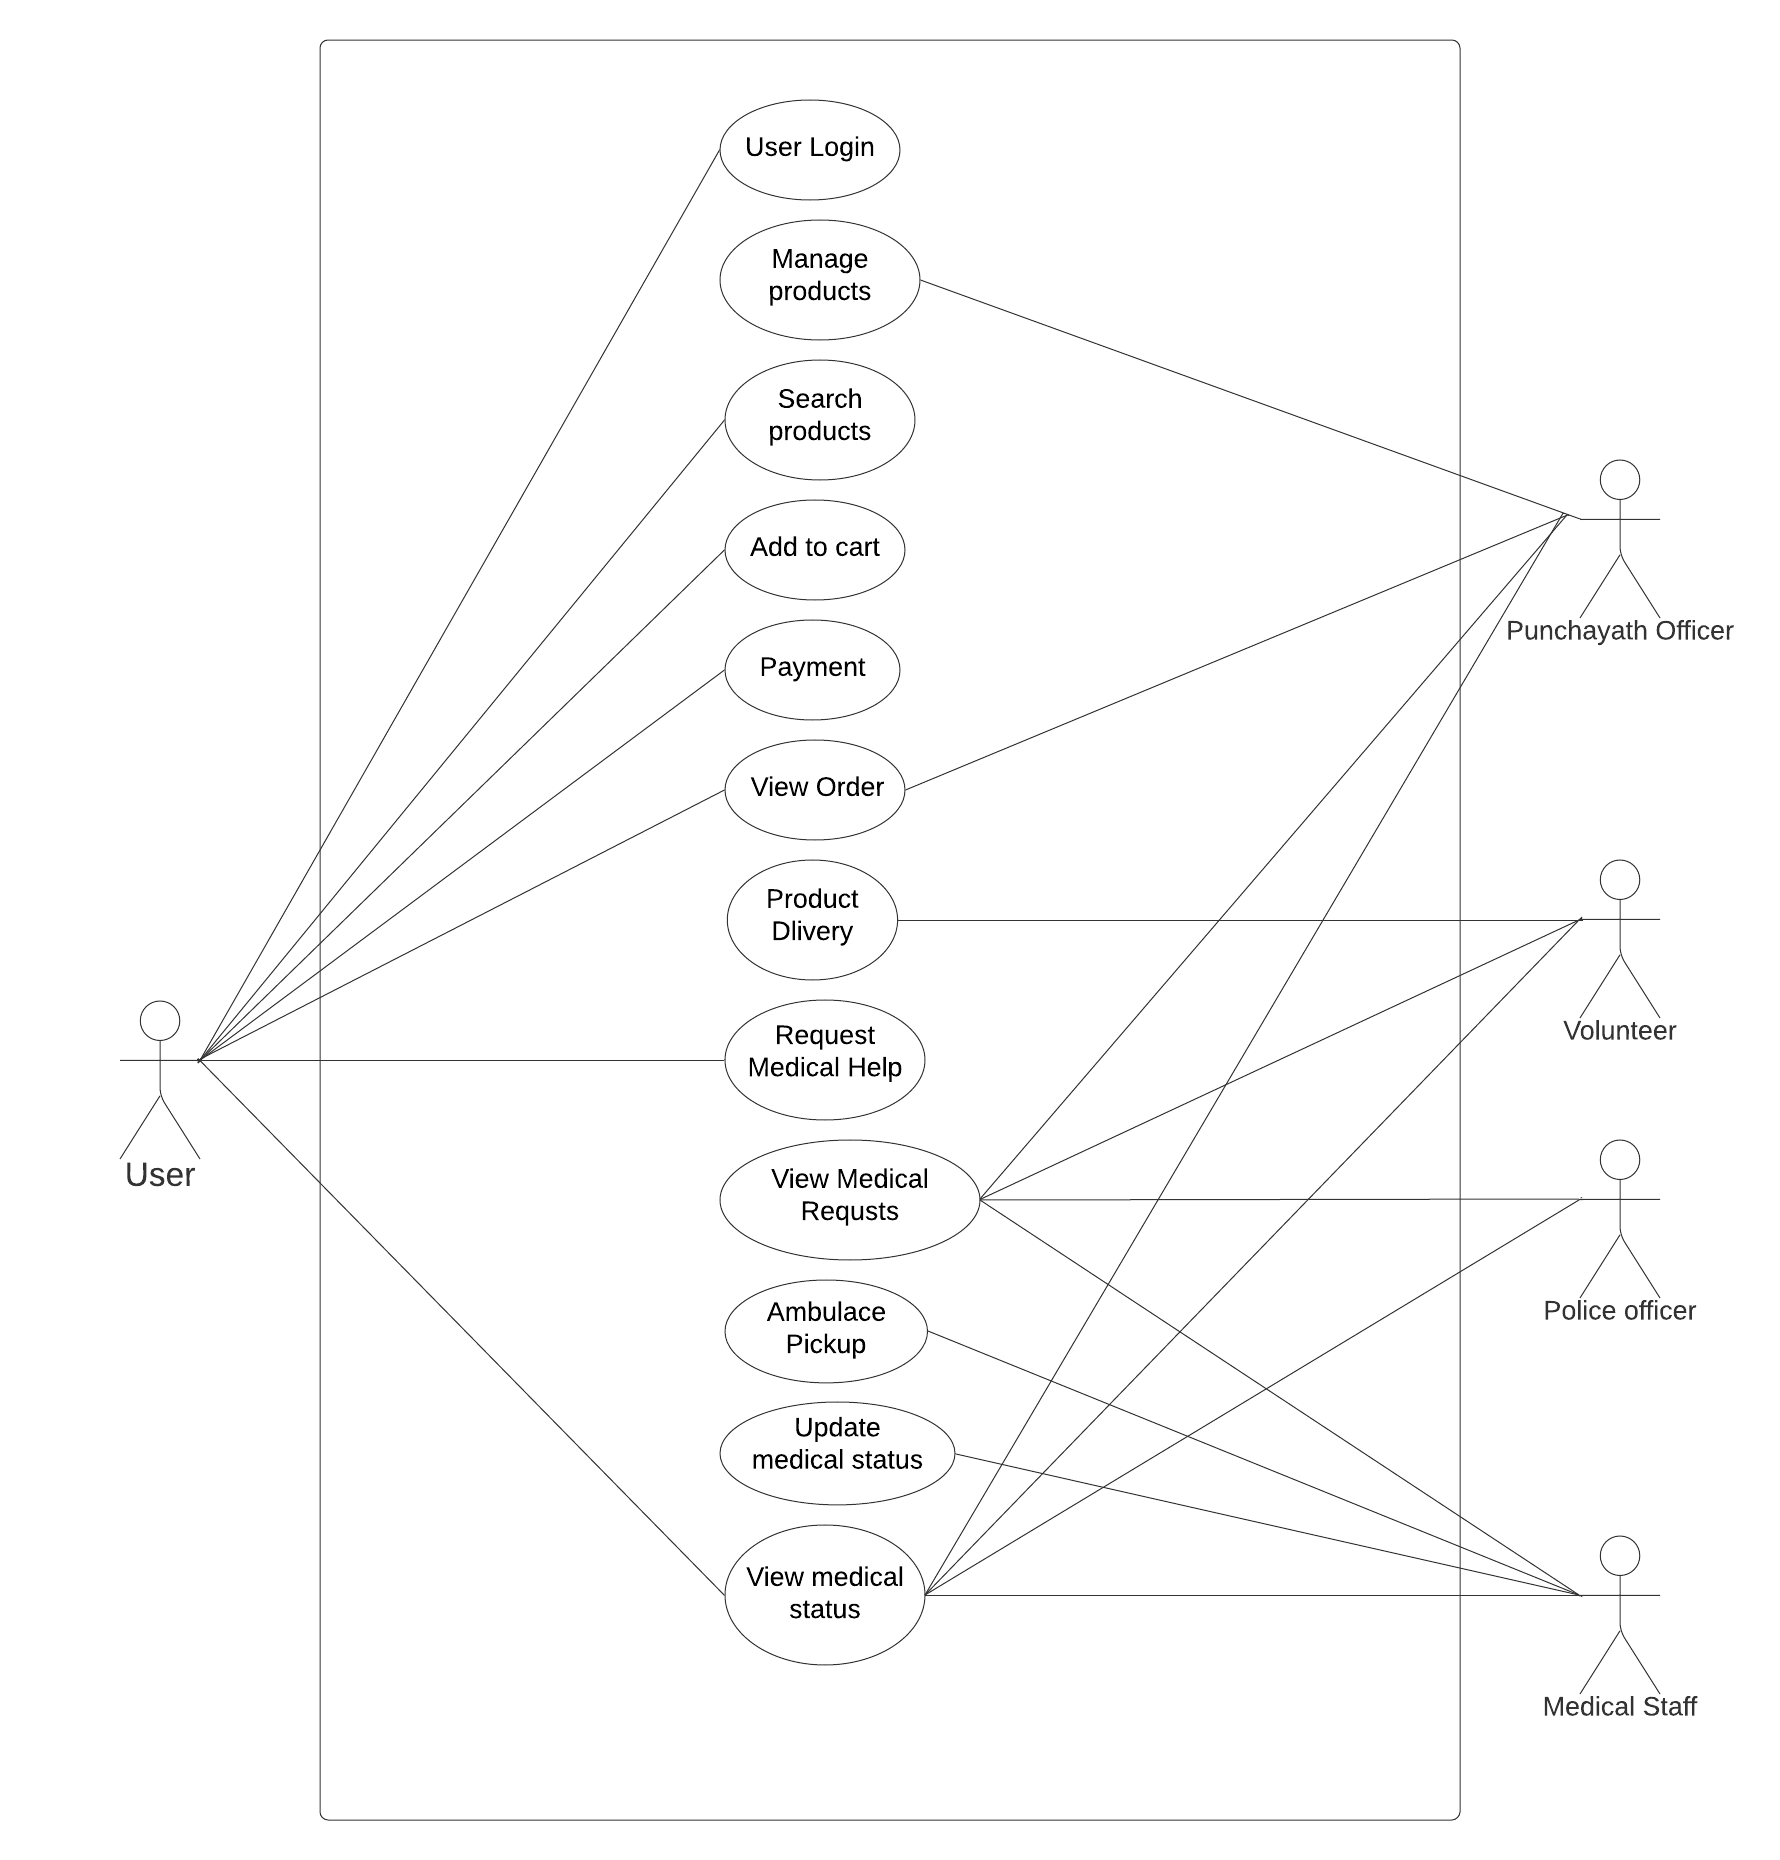 User Login
Manage
products
Search
products
Add to cart
Payment
View Order
Product
Dlivery
Request
Medical Help
View Medical
Requsts
Ambulace
Pickup
Update
medical status
View medical
status
User
Punchayath Officer
Volunteer
Police officer
Medical Staff